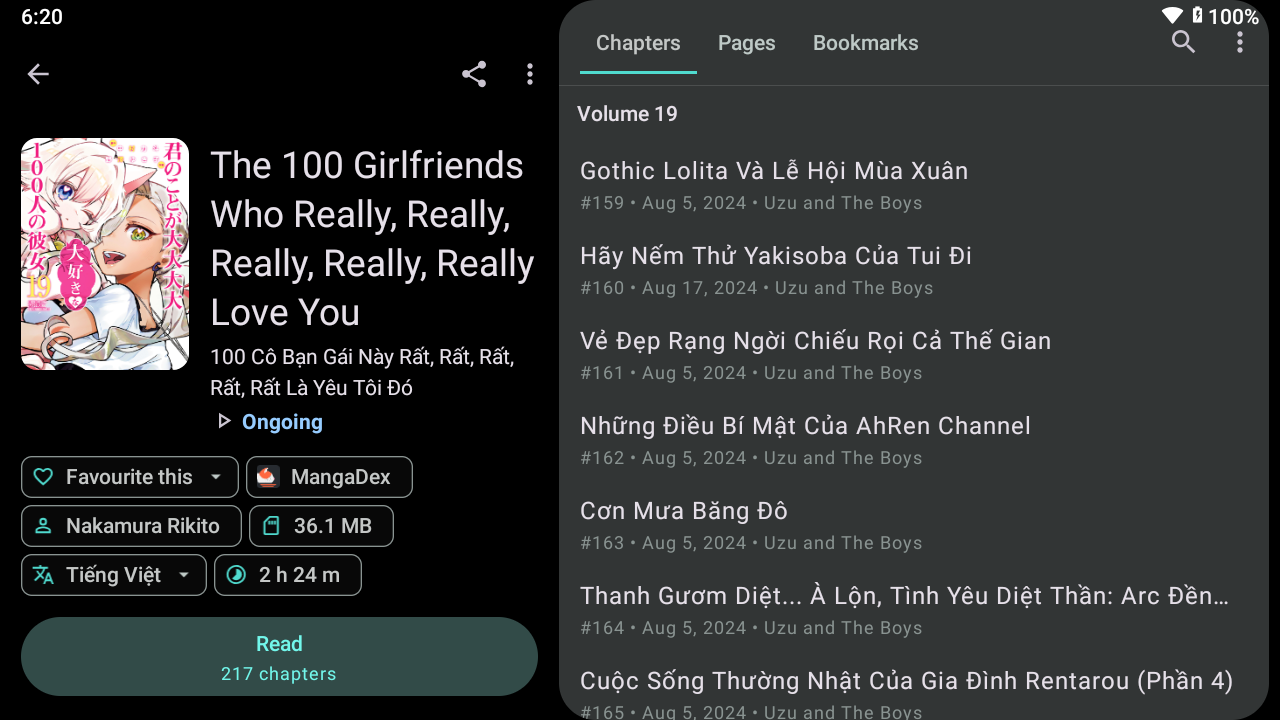 6:20
100%
君のことが大大大大
100人の彼女
大好きな
19
The 100 Girlfriends
Who Really, Really,
Really, Really, Really
Love You
100 Cô Bạn Gái Này Rất, Rất, Rất,
Rất, Rất Là Yêu Tôi Đó
Ongoing
Favourite this
MangaDex
Nakamura Rikito
36.1 MB
Tiếng Việt
2 h 24 m
Read
217 chapters
Chapters
Pages
Bookmarks
Volume 19
Gothic Lolita Và Lễ Hội Mùa Xuân
#159 • Aug 5, 2024 • Uzu and The Boys
Hãy Nếm Thử Yakisoba Của Tui Đi
#160 • Aug 17, 2024 • Uzu and The Boys
Vẻ Đẹp Rạng Ngời Chiếu Rọi Cả Thế Gian
#161 • Aug 5, 2024 • Uzu and The Boys
Những Điều Bí Mật Của AhRen Channel
#162 • Aug 5, 2024 • Uzu and The Boys
Cơn Mưa Băng Đô
#163 • Aug 5, 2024 • Uzu and The Boys
Thanh Gươm Diệt... À Lộn, Tình Yêu Diệt Thần: Arc Đền…
#164 • Aug 5, 2024 • Uzu and The Boys
Cuộc Sống Thường Nhật Của Gia Đình Rentarou (Phần 4)
#165 • Aug 5, 2024 • Uzu and The Boys